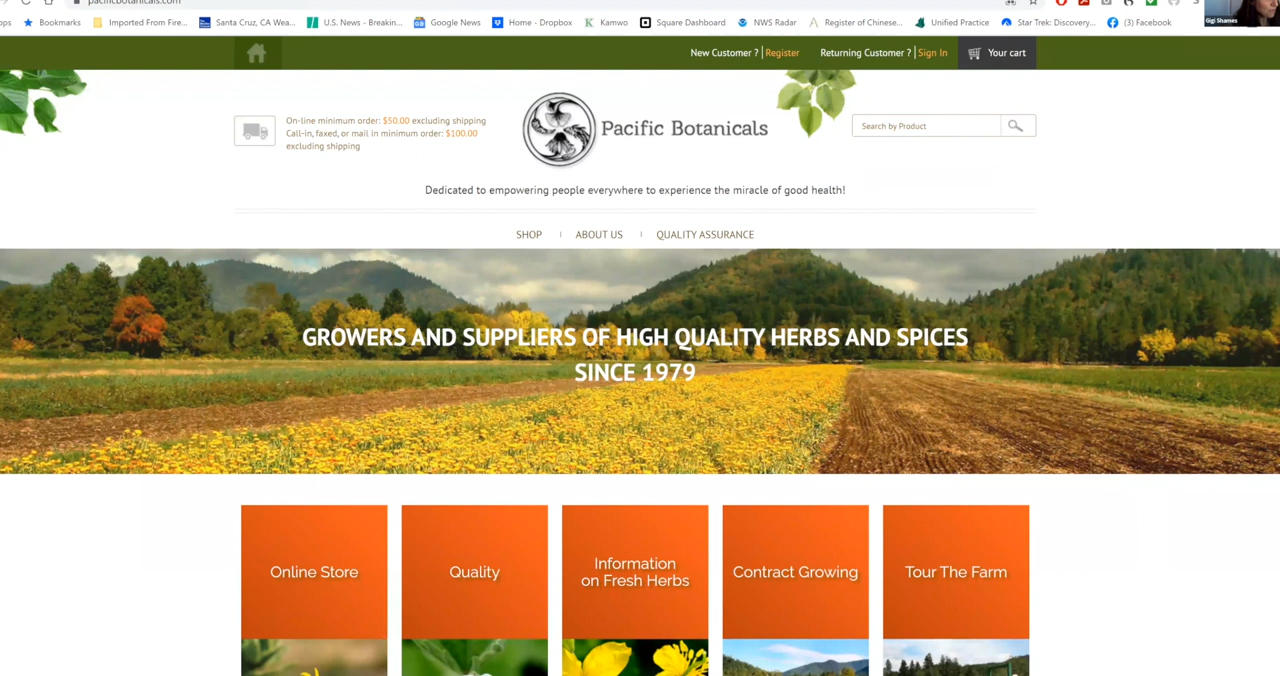 pacificbotanicals.com
Bookmarks
Imported From Fire...
Santa Cruz, CA Wea...
U.S. News - Breakin...
Google News
Home - Dropbox
Kamwo
Square Dashboard
NWS Radar
Register of Chinese...
Unified Practice
Star Trek: Discovery...
(3) Facebook
Gigi Shames
New Customer ? | Register
Returning Customer ? | Sign In
Your cart
On-line minimum order: $50.00 excluding shipping
Call-in, faxed, or mail in minimum order: $100.00
excluding shipping
Pacific Botanicals
Search by Product
Dedicated to empowering people everywhere to experience the miracle of good health!
SHOP | ABOUT US | QUALITY ASSURANCE
GROWERS AND SUPPLIERS OF HIGH QUALITY HERBS AND SPICES
SINCE 1979
Online Store
Quality
Information
on Fresh Herbs
Contract Growing
Tour The Farm